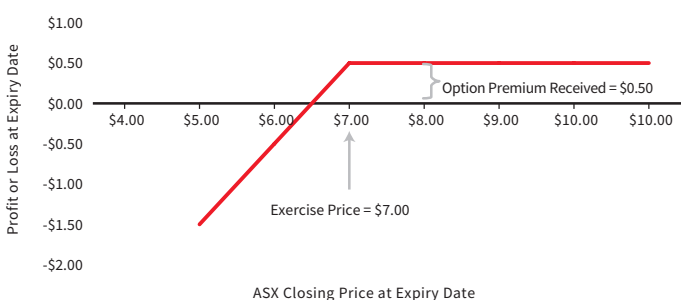 $1.00
Profit or Loss at Expiry Date
$0.50
Option Premium Received = $0.50
$0.00
$4.00 $5.00 $6.00 $7.00 $8.00 $9.00 $10.00 $10.00
-$0.50
-$1.00
Exercise Price = $7.00
-$1.50
-$2.00
ASX Closing Price at Expiry Date